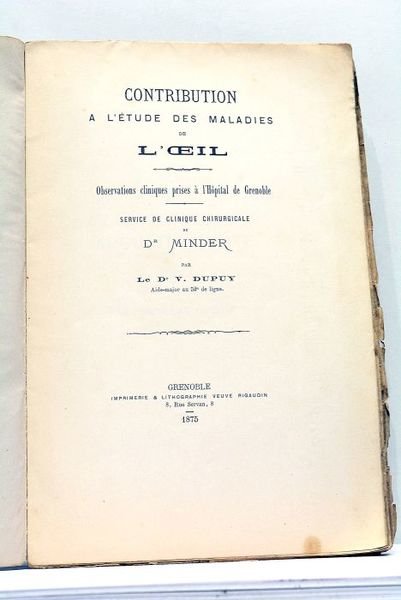 CONTRIBUTION
A L'ÉTUDE DES MALADIES
DE
L'ŒIL
Observations cliniques prises à l'Hôpital de Grenoble
SERVICE DE CLINIQUE CHIRURGICALE
DU
DR MINDER
PAR
Le Dr V. DUPUY
Aide-major au 52e de ligne.
GRENOBLE
IMPRIMERIE & LITHOGRAPHIE VEUVE RIGAUDIN
8, Rue Servan, 8
1875